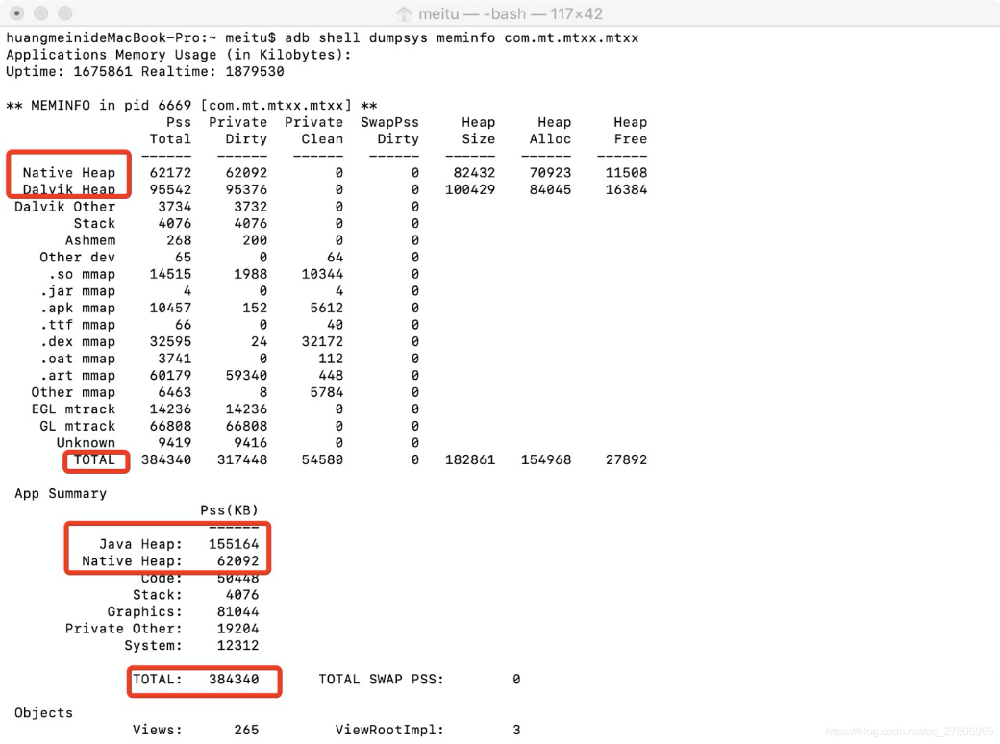 meitu — -bash — 117×42
huangmeinideMacBook-Pro:~ meitu$ adb shell dumpsys meminfo com.mt.mtxx.mtxx
Applications Memory Usage (in Kilobytes):
Uptime: 1675861 Realtime: 1879530
** MEMINFO in pid 6669 [com.mt.mtxx.mtxx] **
Pss Private Private SwapPss Heap Heap Heap
Total Dirty Clean Dirty Size Alloc Free
------ ------ ------ ------ ------ ------ ------
Native Heap 62172 62092 0 0 82432 70923 11508
Dalvik Heap 95542 95376 0 0 100429 84045 16384
Dalvik Other 3734 3732 0 0
Stack 4076 4076 0 0
Ashmem 268 200 0 0
Other dev 65 0 64 0
.so mmap 14515 1988 10344 0
.jar mmap 4 0 4 0
.apk mmap 10457 152 5612 0
.ttf mmap 66 0 40 0
.dex mmap 32595 24 32172 0
.oat mmap 3741 0 112 0
.art mmap 60179 59340 448 0
Other mmap 6463 8 5784 0
EGL mtrack 14236 14236 0 0
GL mtrack 66808 66808 0 0
Unknown 9419 9416 0 0
TOTAL 384340 317448 54580 0 182861 154968 27892
App Summary
Pss(KB)
------
Java Heap: 155164
Native Heap: 62092
Code: 50448
Stack: 4076
Graphics: 81044
Private Other: 19204
System: 12312
TOTAL: 384340 TOTAL SWAP PSS: 0
Objects
Views: 265 ViewRootImpl: 3
https://blog.csdn.net/qq_27806965